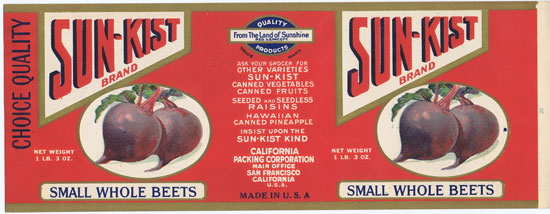 CHOICE QUALITY
SUN-KIST
BRAND
NET WEIGHT
1 LB. 3 OZ.
SMALL WHOLE BEETS
QUALITY
From The Land of Sunshine
REG. U.S. PAT. OFF.
PRODUCTS
ASK YOUR GROCER FOR
OTHER VARIETIES
SUN-KIST
CANNED VEGETABLES
CANNED FRUITS
SEEDED AND SEEDLESS
RAISINS
HAWAIIAN
CANNED PINEAPPLE
INSIST UPON THE
SUN-KIST KIND
CALIFORNIA
PACKING CORPORATION
MAIN OFFICE
SAN FRANCISCO
CALIFORNIA
U.S.A.
MADE IN U. S. A
SUN-KIST
BRAND
NET WEIGHT
1 LB. 3 OZ.
SMALL WHOLE BEETS